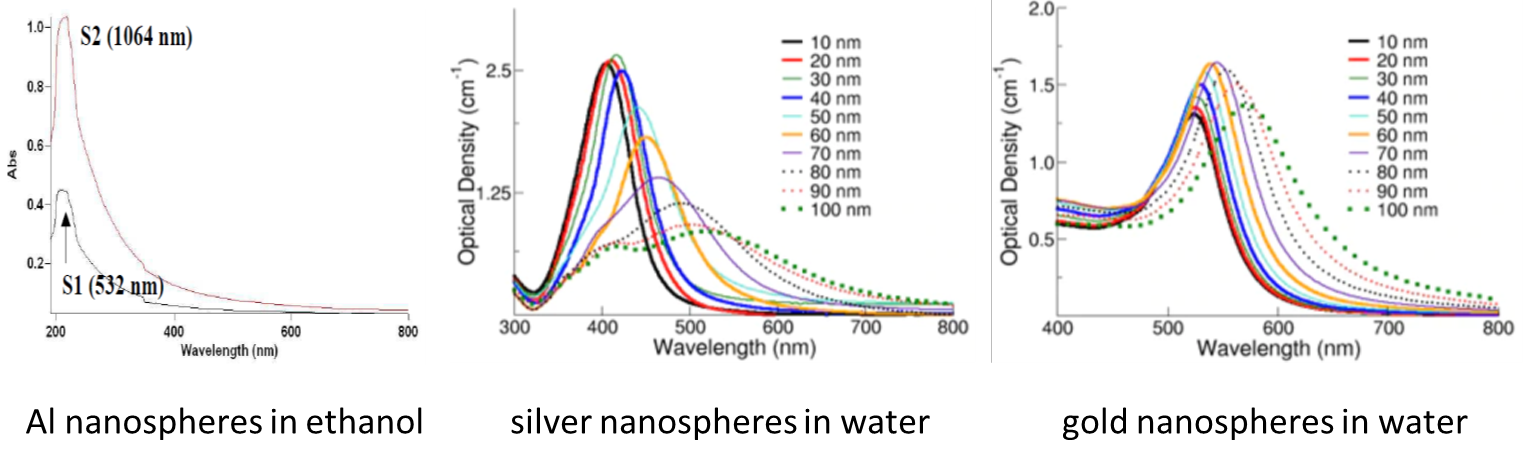 S2 (1064 nm)
1.0
0.8
0.6
0.4
0.2
Abs
S1 (532 nm)
200
400
600
800
Wavelength (nm)
Al nanospheres in ethanol
2.5
1.25
Optical Density (cm⁻¹)
10 nm
20 nm
30 nm
40 nm
50 nm
60 nm
70 nm
80 nm
90 nm
100 nm
300
400
500
600
700
800
Wavelength (nm)
silver nanospheres in water
2.0
1.5
1.0
0.5
Optical Density (cm⁻¹)
10 nm
20 nm
30 nm
40 nm
50 nm
60 nm
70 nm
80 nm
90 nm
100 nm
400
500
600
700
800
Wavelength (nm)
gold nanospheres in water